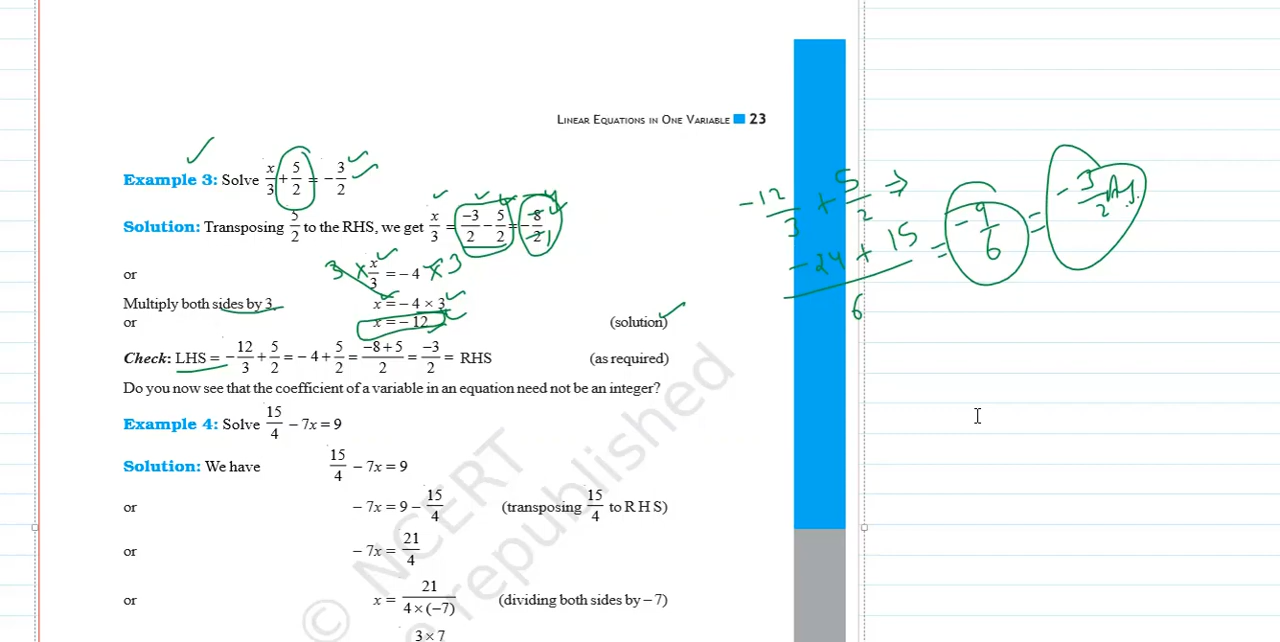 LINEAR EQUATIONS IN ONE VARIABLE 23
Example 3: Solve x/3 + 5/2 = -3/2
Solution: Transposing 5/2 to the RHS, we get x/3 = -3/2 - 5/2 = -8/2
or 3 × x/3 = – 4 × 3
Multiply both sides by 3, x = – 4 × 3
or x = – 12 (solution)
Check: LHS = -12/3 + 5/2 = – 4 + 5/2 = -8+5/2 = -3/2 = RHS (as required)
Do you now see that the coefficient of a variable in an equation need not be an integer?
Example 4: Solve 15/4 – 7x = 9
Solution: We have 15/4 – 7x = 9
or – 7x = 9 – 15/4 (transposing 15/4 to R H S)
or – 7x = 21/4
or x = 21/4×(–7) (dividing both sides by – 7)
3 × 7
-12/3 + 5/2 ⇒
-24 + 15/6 = -9/6 = -3/2
© NCERT
republished